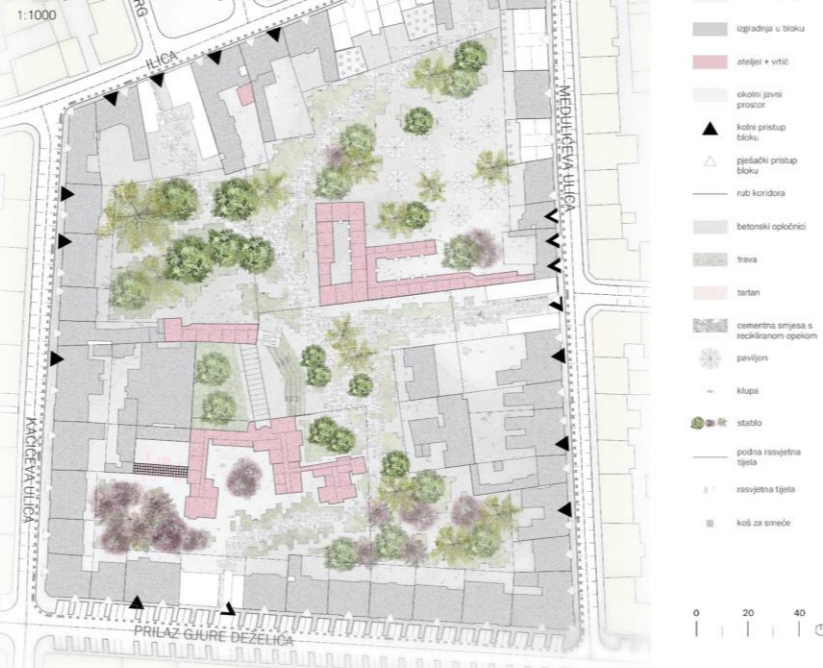 1:1000
RG
ILICA
MEDULIĆEVA ULICA
KAČIĆEVA ULICA
PRILAZ GJURE DEŽELIĆA
izgradnja u bloku
ateljei + vrtić
okolni javni
prostor
kolni pristup
bloku
pješački pristup
bloku
rub koridora
betonski opločnici
trava
tartan
cementna smjesa s
recikliranom opekom
paviljon
klupa
stablo
podna rasvjetna
tijela
rasvjetna tijela
koš za smeće
0 20 40